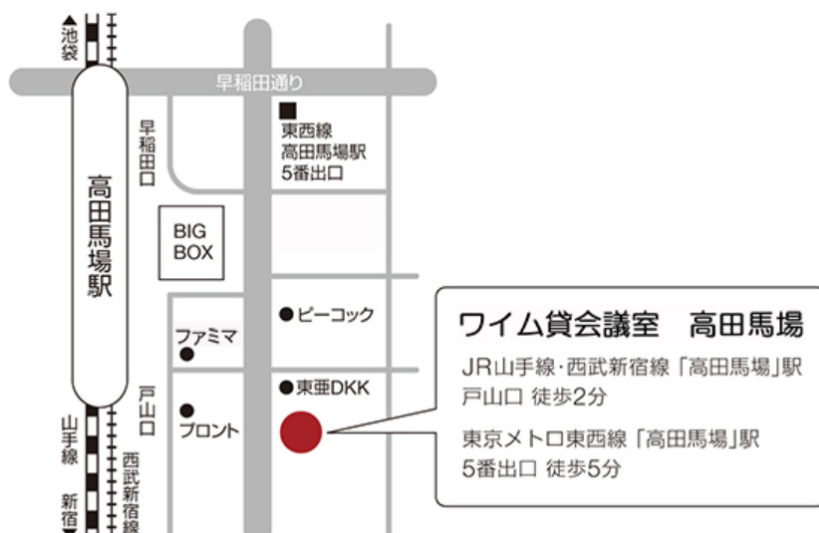 ▲池袋
早稲田通り
早稲田口
東西線
高田馬場駅
5番出口
高田馬場駅
BIG
BOX
ピーコック
ファミマ
東亜DKK
戸山口
プロント
山手線
新宿▼
西武新宿線
ワイム貸会議室 高田馬場
JR山手線・西武新宿線「高田馬場」駅
戸山口 徒歩2分
東京メトロ東西線「高田馬場」駅
5番出口 徒歩5分